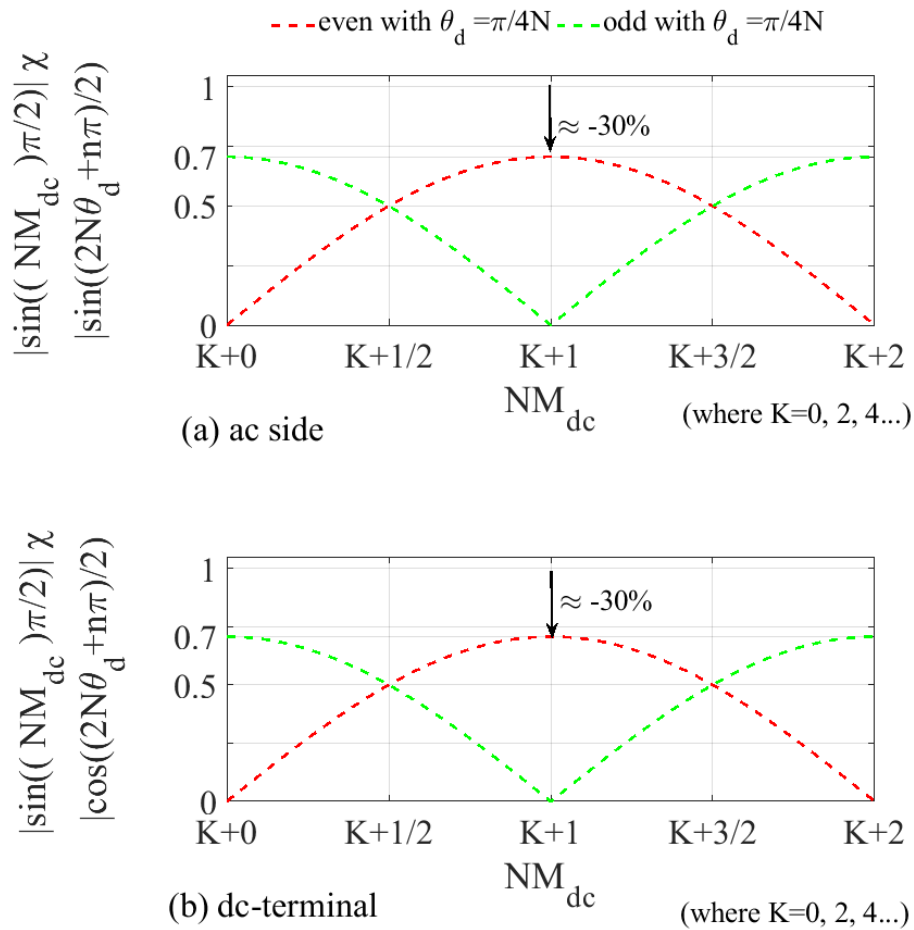 even with θd =π/4N odd with θd =π/4N
|sin(( NMdc )π/2)| χ
|sin((2Nθd+nπ)/2)
1
≈ -30%
0.7
0.5
0
K+0 K+1/2 K+1 K+3/2 K+2
NMdc
(a) ac side
(where K=0, 2, 4...)
|sin(( NMdc )π/2)| χ
|cos((2Nθd+nπ)/2)
1
≈ -30%
0.7
0.5
0
K+0 K+1/2 K+1 K+3/2 K+2
NMdc
(b) dc-terminal
(where K=0, 2, 4...)